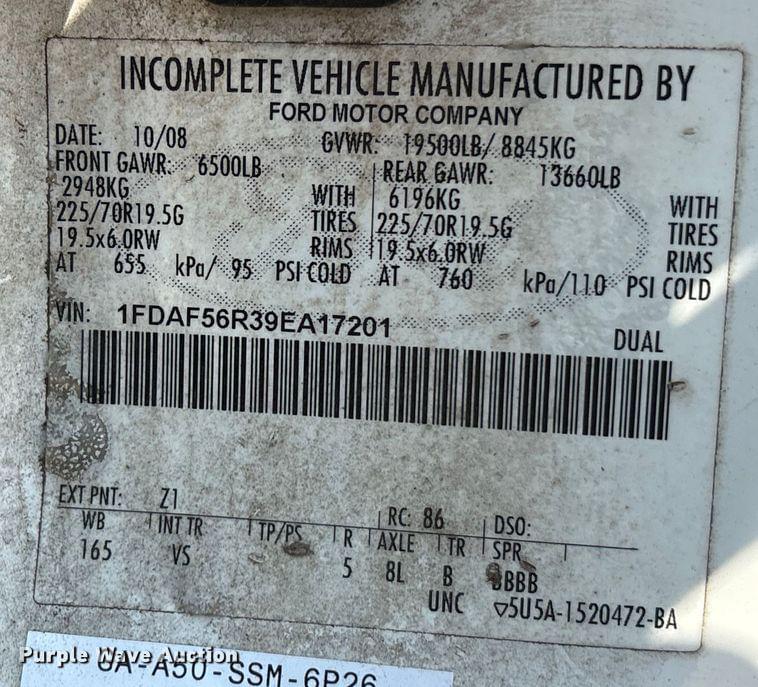 INCOMPLETE VEHICLE MANUFACTURED BY
FORD MOTOR COMPANY
DATE: 10/08 GVWR: 19500LB/ 8845KG
FRONT GAWR: 6500LB REAR GAWR: 13660LB
2948KG WITH 6196KG WITH
225/70R19.5G TIRES 225/70R19.5G TIRES
19.5x6.0RW RIMS 19.5x6.0RW RIMS
AT 655 kPa/ 95 PSI COLD AT 760 kPa/110 PSI COLD
VIN: 1FDAF56R39EA17201 DUAL
EXT PNT: Z1 RC: 86 DSO:
WB INT TR TP/PS R AXLE TR SPR
165 VS 5 8L B BBBB
UNC ▽5U5A-1520472-BA
Purple Wave Auction
-A50-SSM-6P26